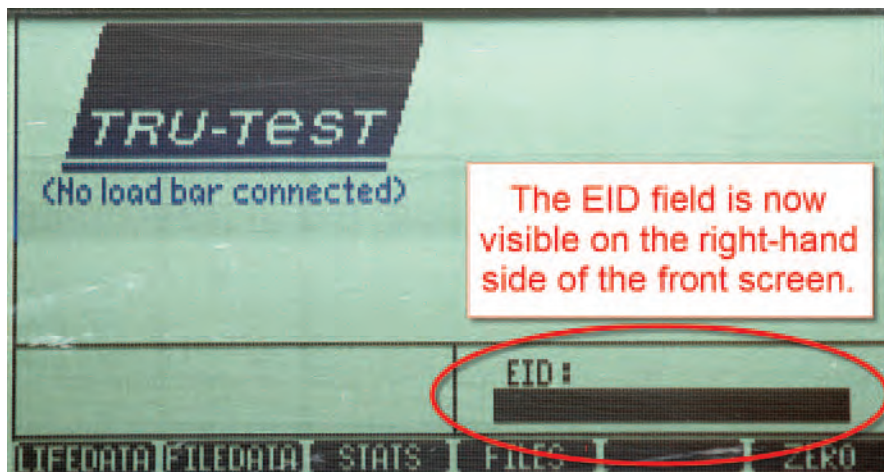 TRU-TEST
(No load bar connected)
The EID field is now
visible on the right-hand
side of the front screen.
EID:
LIFEDATA FILEDATA STATS FILES ZERO